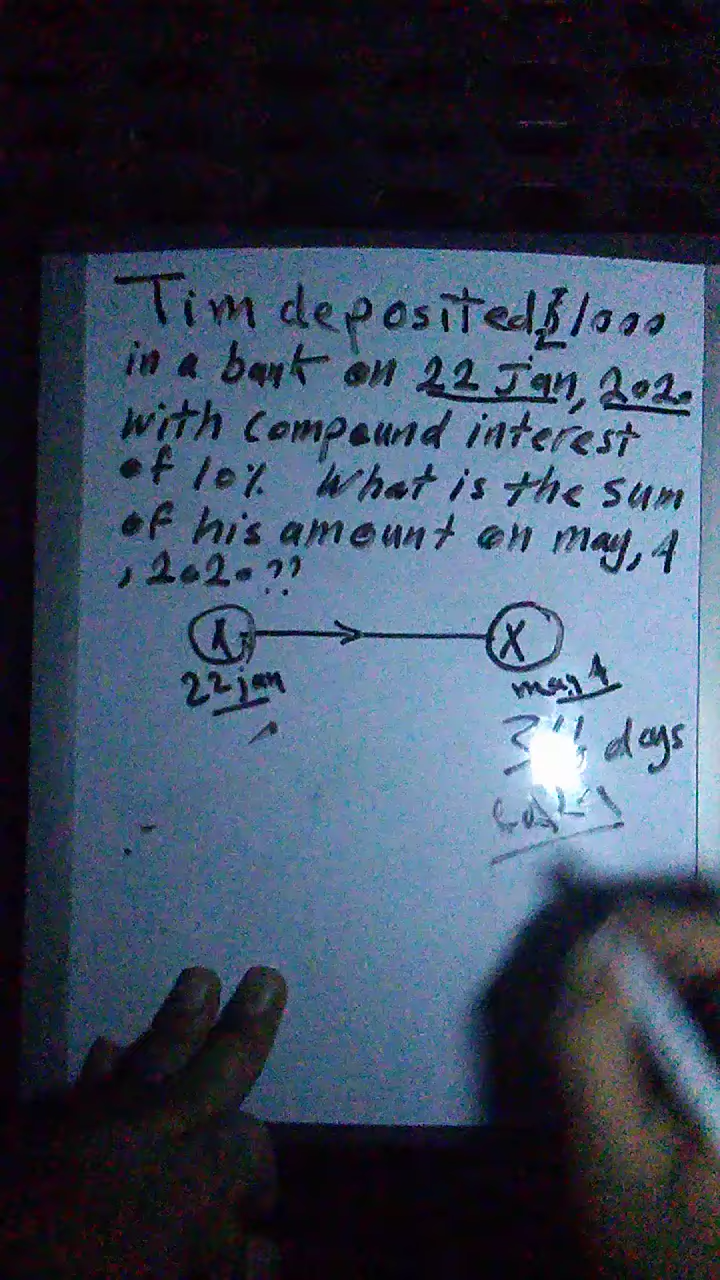 Tim deposited £1000
in a bank on 22 Jan, 2020
with compound interest
of 10% What is the sum
of his amount on may, 4
, 2020??
X
22 jan
may 4
days